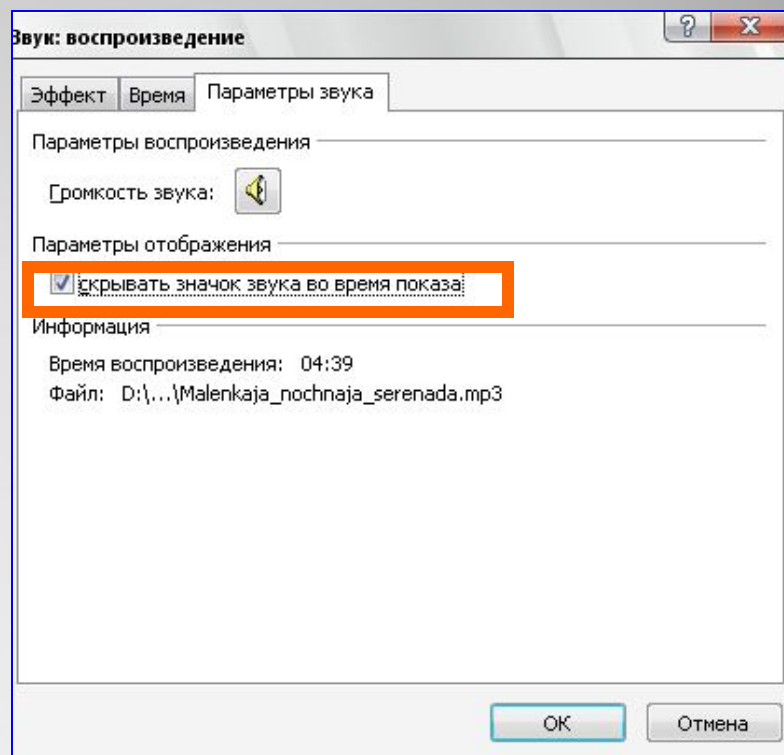 Звук: воспроизведение
Эффект Время Параметры звука
Параметры воспроизведения
Громкость звука:
Параметры отображения
скрывать значок звука во время показа
Информация
Время воспроизведения: 04:39
Файл: D:\...\Malenkaja_nochnaja_serenada.mp3
ОК Отмена